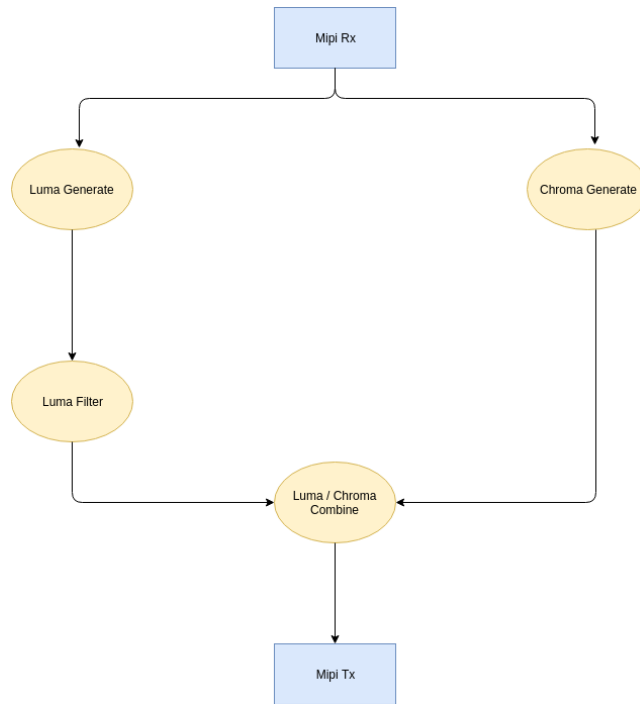 Mipi Rx
Luma Generate
Chroma Generate
Luma Filter
Luma / Chroma
Combine
Mipi Tx